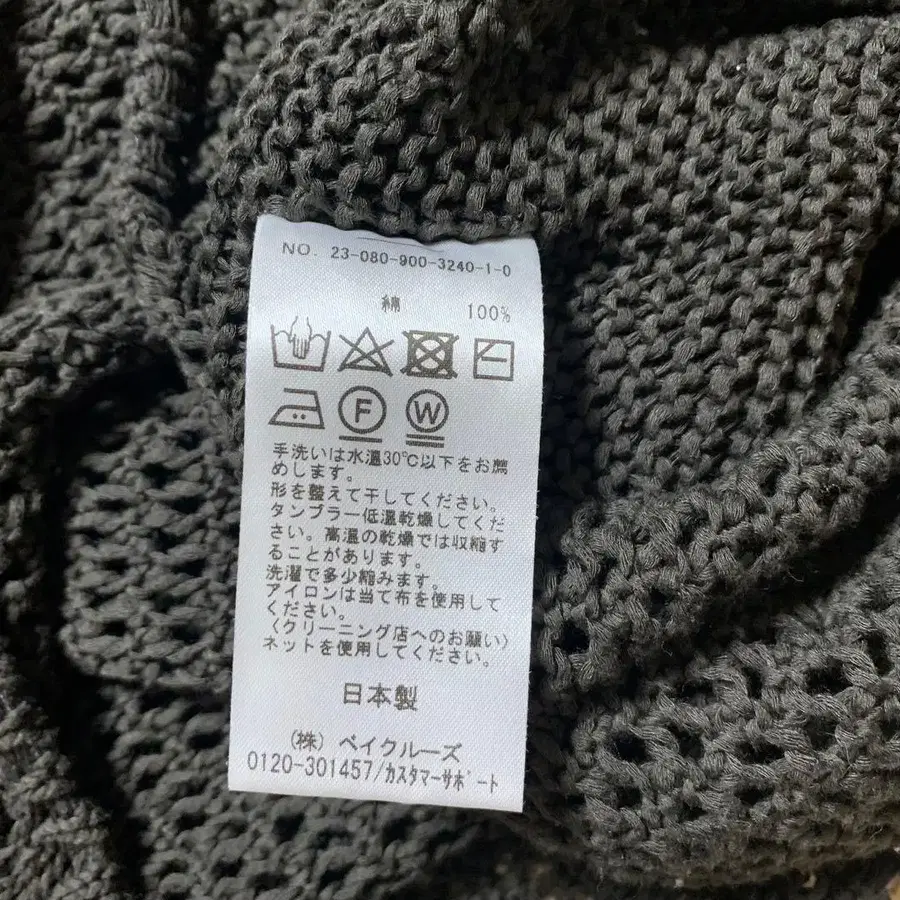 NO. 23-080-900-3240-1-0
綿 100%
F W
手洗いは水温30℃以下をお薦
めします。
形を整えて干してください。
タンブラー低温乾燥してくだ
さい。高温の乾燥では収縮す
ることがあります。
洗濯で多少縮みます。
アイロンは当て布を使用して
ください。
〈クリーニング店へのお願い〉
ネットを使用してください。
日本製
(株) ベイクルーズ
0120-301457/カスタマーサポート